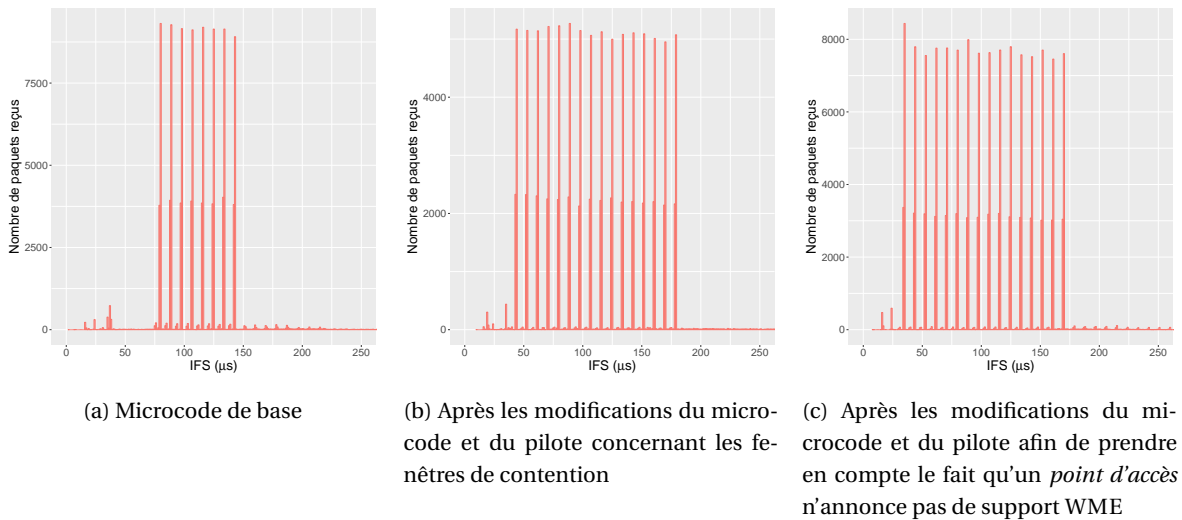 Nombre de paquets reçus
7500
5000
2500
0
0
50
100
150
200
250
IFS (µs)
Nombre de paquets reçus
4000
2000
0
0
50
100
150
200
250
IFS (µs)
Nombre de paquets reçus
8000
6000
4000
2000
0
0
50
100
150
200
250
IFS (µs)
(a) Microcode de base
(b) Après les modifications du micro-
code et du pilote concernant les fe-
nêtres de contention
(c) Après les modifications du mi-
crocode et du pilote afin de prendre
en compte le fait qu'un point d'accès
n'annonce pas de support WME